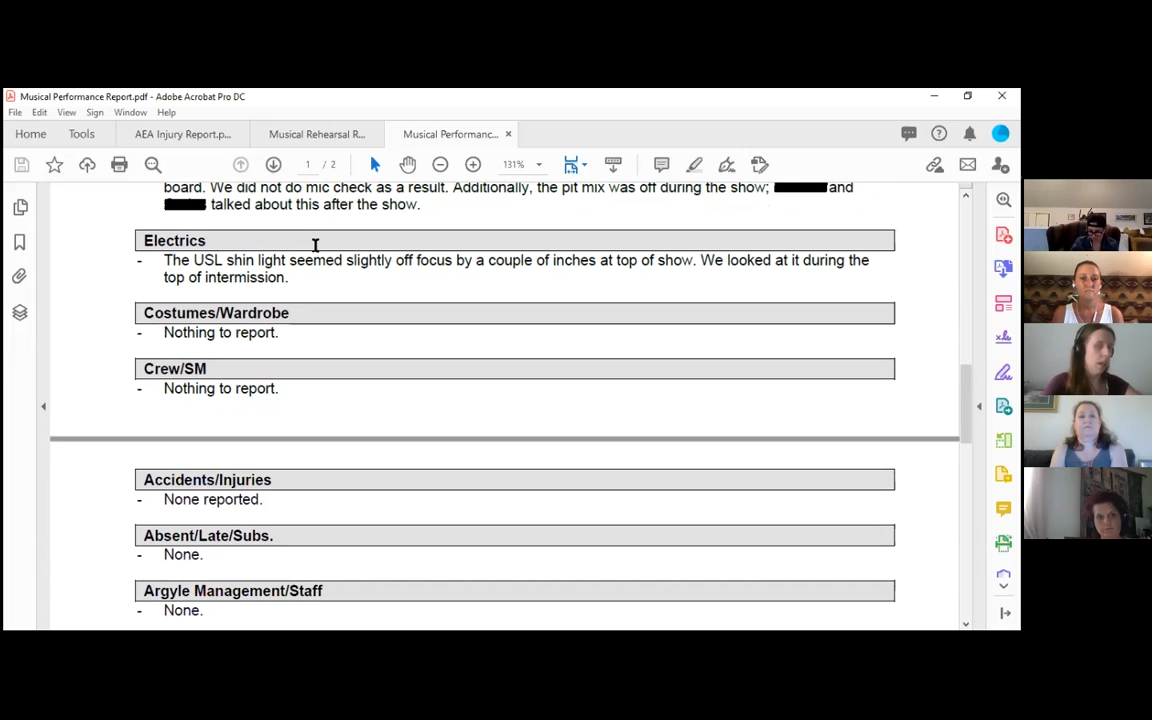 Musical Performance Report.pdf - Adobe Acrobat Pro DC
File Edit View Sign Window Help
Home Tools AEA Injury Report.p... Musical Rehearsal R... Musical Performanc... ×
1 / 2 131%
board. We did not do mic check as a result. Additionally, the pit mix was off during the show; and
talked about this after the show.
Electrics
- The USL shin light seemed slightly off focus by a couple of inches at top of show. We looked at it during the
top of intermission.
Costumes/Wardrobe
- Nothing to report.
Crew/SM
- Nothing to report.
Accidents/Injuries
- None reported.
Absent/Late/Subs.
- None.
Argyle Management/Staff
- None.